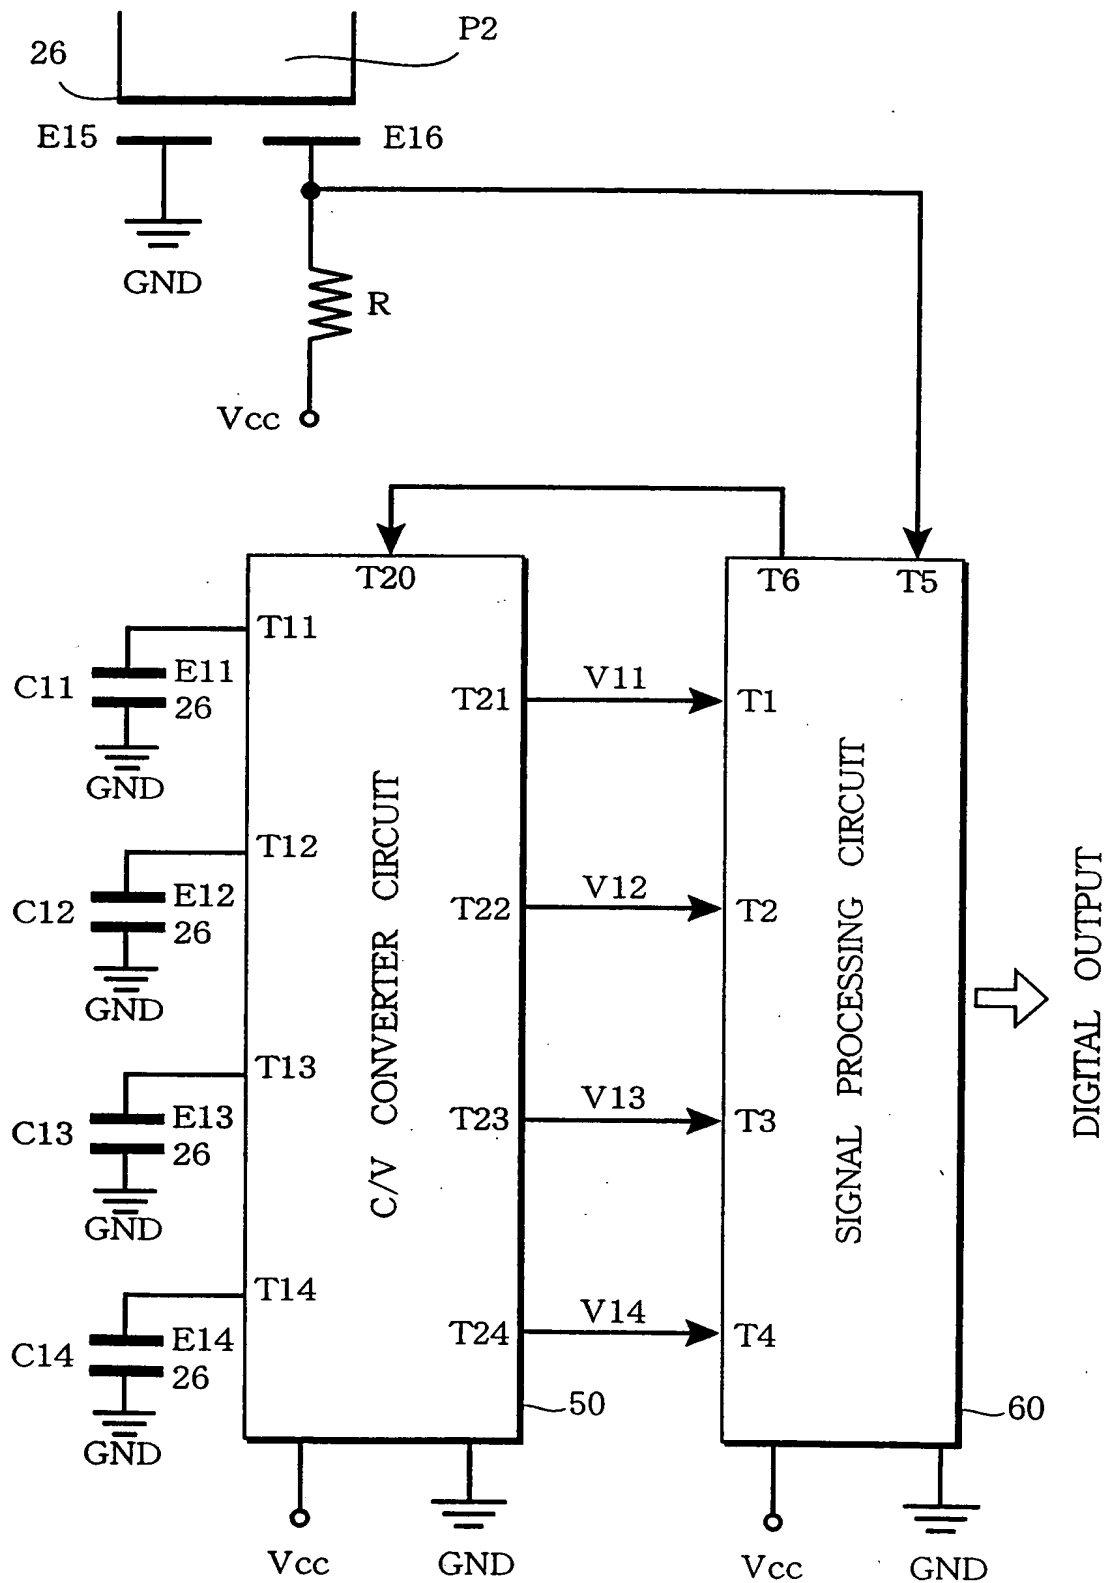 P2
26
E15
E16
GND
R
Vcc
T20
T6
T5
T11
C11
E11
26
GND
T21
V11
T1
T12
C12
E12
26
GND
T22
V12
T2
T13
C13
E13
26
GND
T23
V13
T3
T14
C14
E14
26
GND
T24
V14
T4
C/V CONVERTER CIRCUIT
SIGNAL PROCESSING CIRCUIT
DIGITAL OUTPUT
50
60
Vcc
GND
Vcc
GND